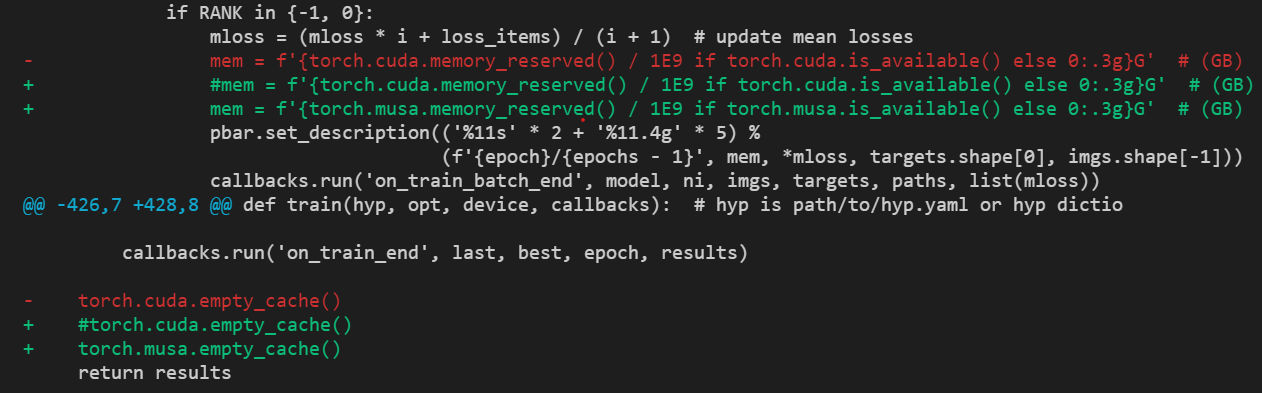 if RANK in {-1, 0}:
mloss = (mloss * i + loss_items) / (i + 1)  # update mean losses
-                mem = f'{torch.cuda.memory_reserved() / 1E9 if torch.cuda.is_available() else 0:.3g}G'  # (GB)
+                #mem = f'{torch.cuda.memory_reserved() / 1E9 if torch.cuda.is_available() else 0:.3g}G'  # (GB)
+                mem = f'{torch.musa.memory_reserved() / 1E9 if torch.musa.is_available() else 0:.3g}G'  # (GB)
pbar.set_description(('%11s' * 2 + '%11.4g' * 5) %
(f'{epoch}/{epochs - 1}', mem, *mloss, targets.shape[0], imgs.shape[-1]))
callbacks.run('on_train_batch_end', model, ni, imgs, targets, paths, list(mloss))
@@ -426,7 +428,8 @@ def train(hyp, opt, device, callbacks):  # hyp is path/to/hyp.yaml or hyp dictio
callbacks.run('on_train_end', last, best, epoch, results)
-    torch.cuda.empty_cache()
+    #torch.cuda.empty_cache()
+    torch.musa.empty_cache()
return results